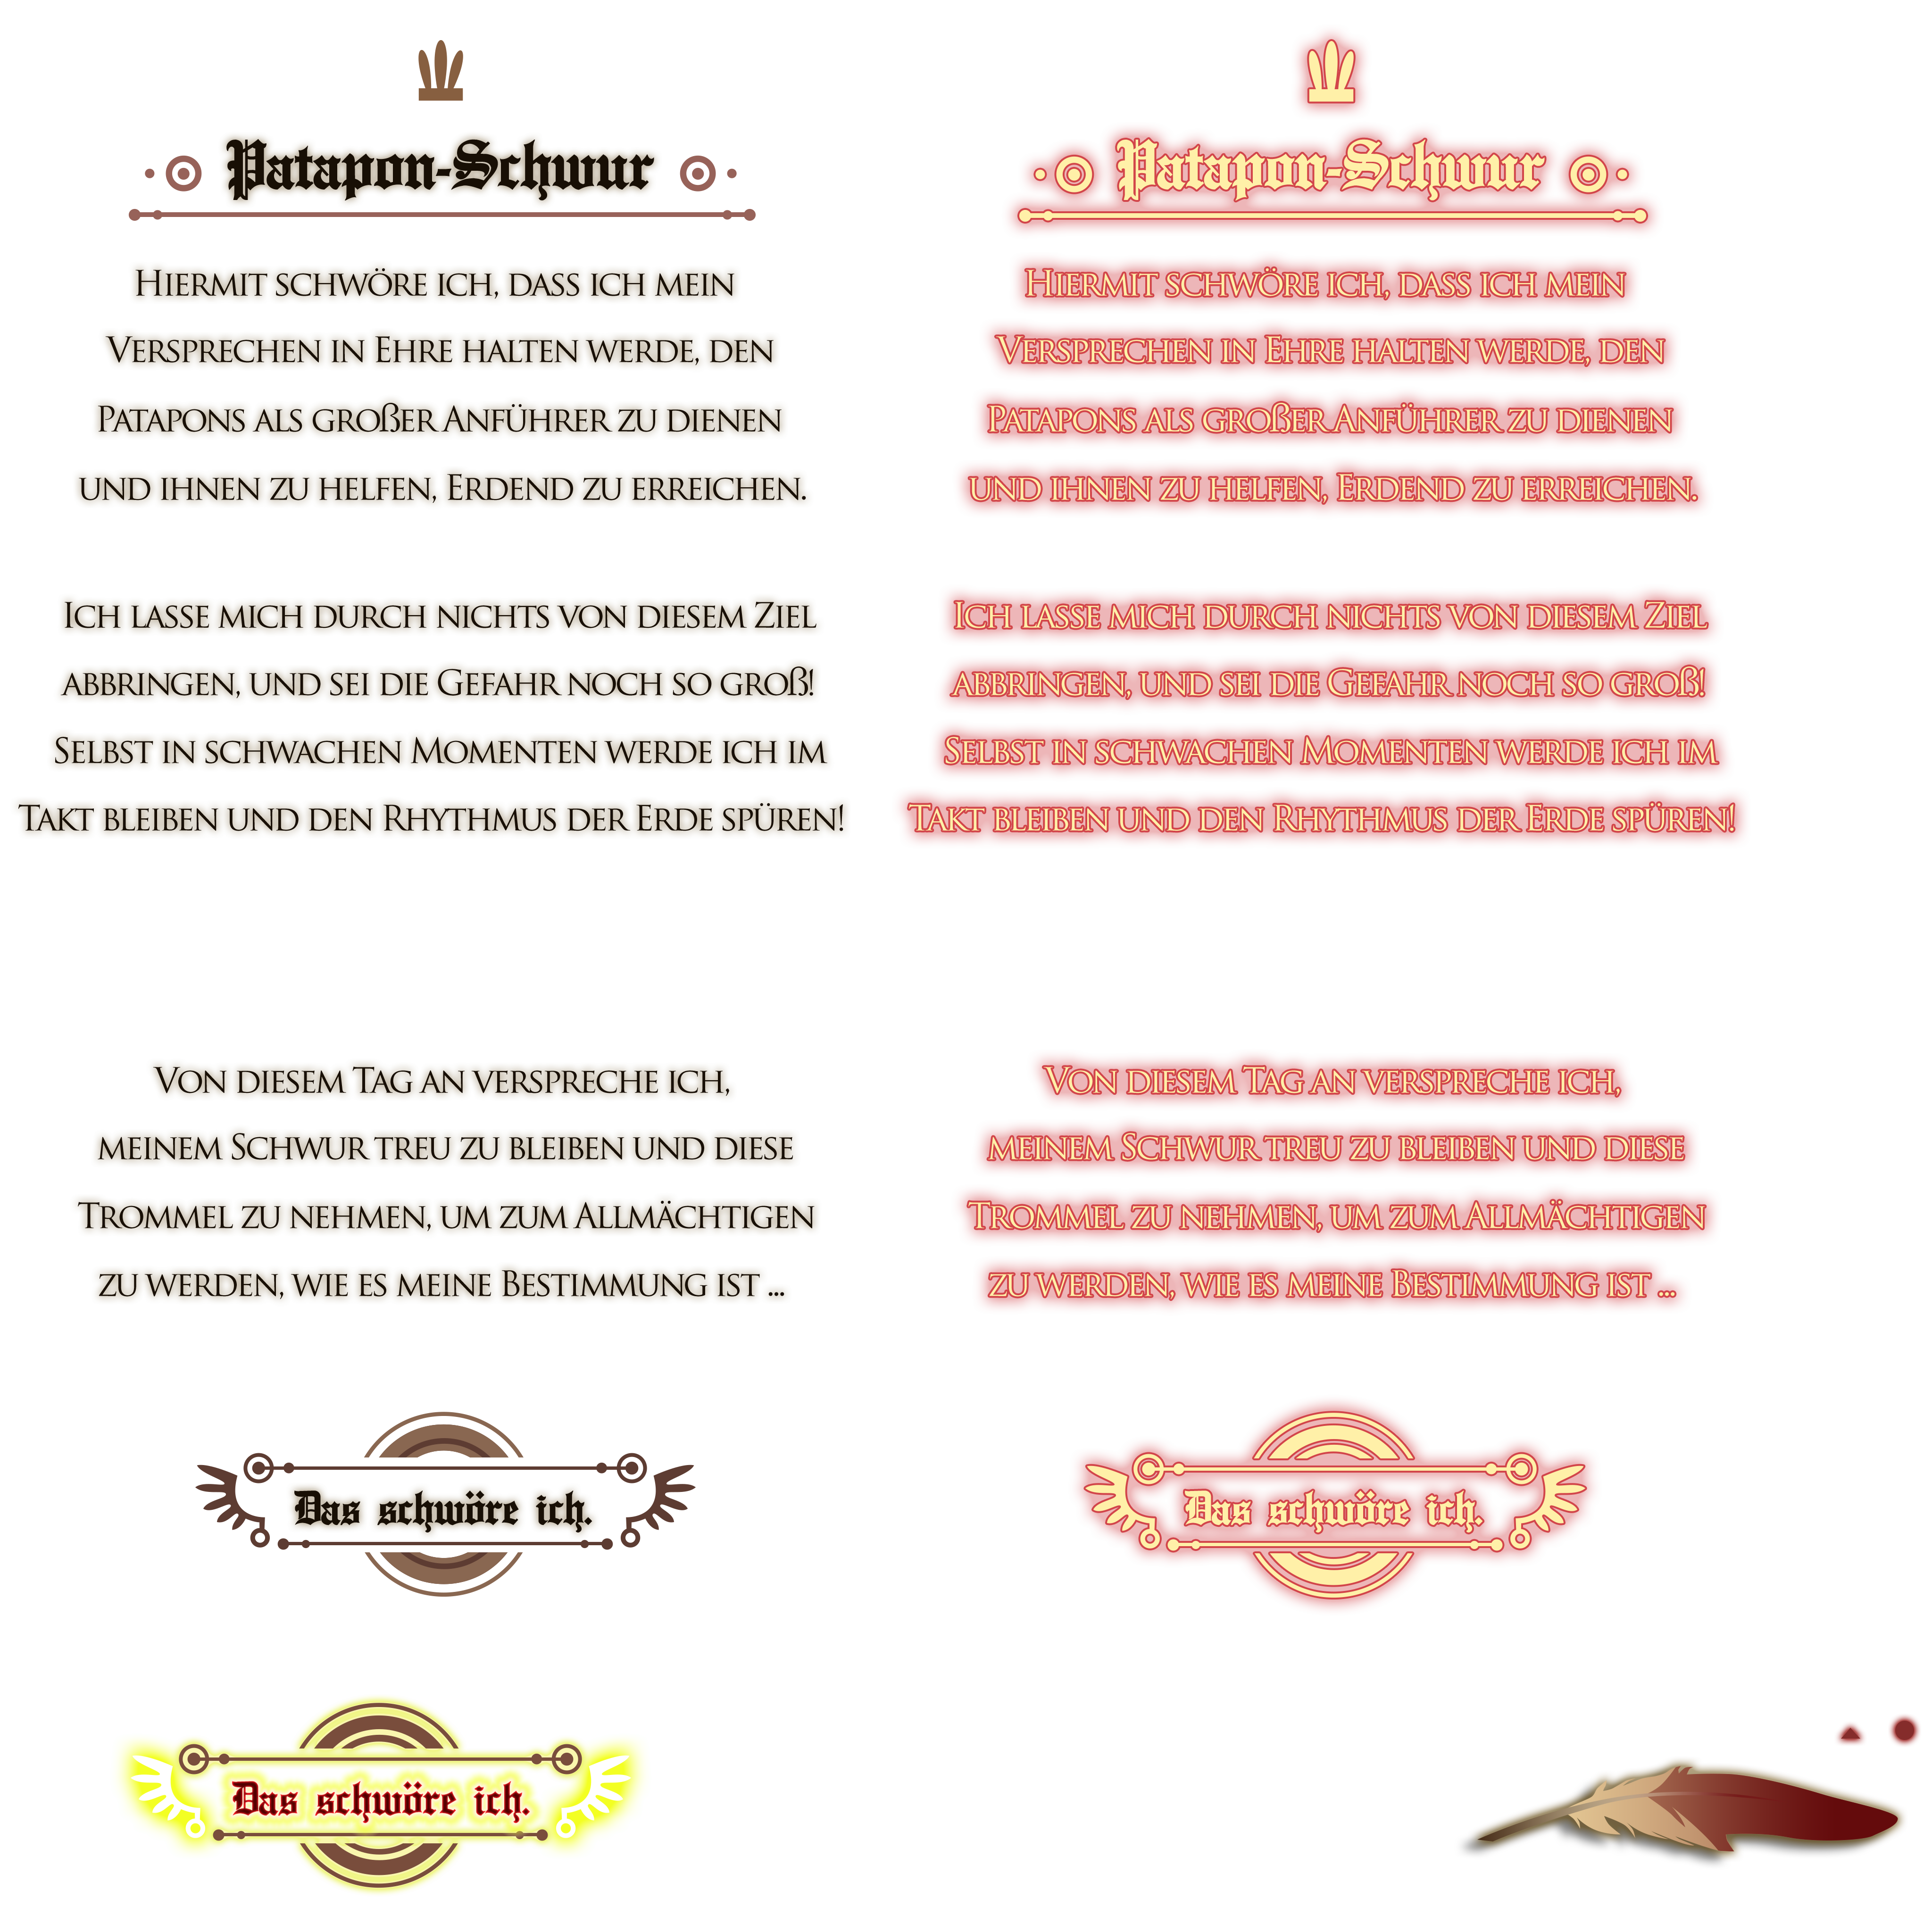 Patapon-Schwur
Hiermit schwöre ich, dass ich mein
Versprechen in Ehre halten werde, den
Patapons als großer Anführer zu dienen
und ihnen zu helfen, Erdend zu erreichen.
Ich lasse mich durch nichts von diesem Ziel
abbringen, und sei die Gefahr noch so groß!
Selbst in schwachen Momenten werde ich im
Takt bleiben und den Rhythmus der Erde spüren!
Von diesem Tag an verspreche ich,
meinem Schwur treu zu bleiben und diese
Trommel zu nehmen, um zum Allmächtigen
zu werden, wie es meine Bestimmung ist ...
Das schwöre ich.
Das schwöre ich.
Patapon-Schwur
Hiermit schwöre ich, dass ich mein
Versprechen in Ehre halten werde, den
Patapons als großer Anführer zu dienen
und ihnen zu helfen, Erdend zu erreichen.
Ich lasse mich durch nichts von diesem Ziel
abbringen, und sei die Gefahr noch so groß!
Selbst in schwachen Momenten werde ich im
Takt bleiben und den Rhythmus der Erde spüren!
Von diesem Tag an verspreche ich,
meinem Schwur treu zu bleiben und diese
Trommel zu nehmen, um zum Allmächtigen
zu werden, wie es meine Bestimmung ist ...
Das schwöre ich.